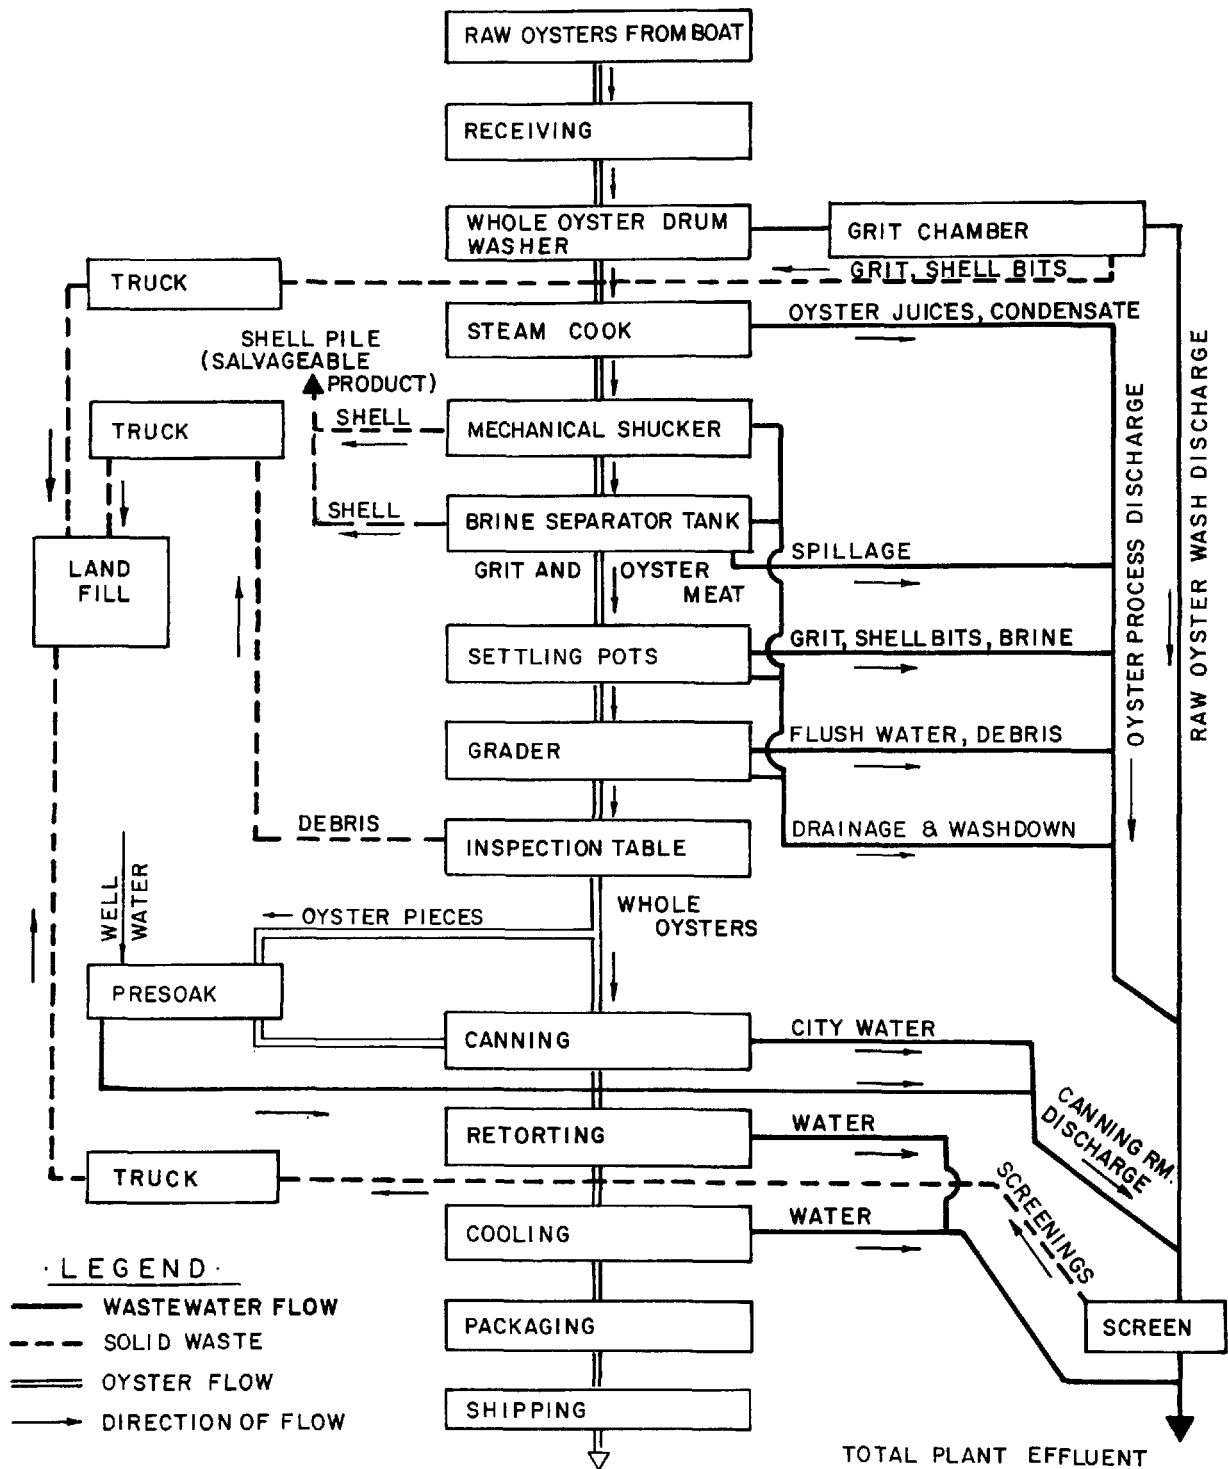 RAW OYSTERS FROM BOAT
RECEIVING
WHOLE OYSTER DRUM
WASHER
GRIT CHAMBER
GRIT, SHELL BITS
TRUCK
STEAM COOK
OYSTER JUICES, CONDENSATE
SHELL PILE
(SALVAGEABLE
PRODUCT)
TRUCK
SHELL
MECHANICAL SHUCKER
SHELL
BRINE SEPARATOR TANK
SPILLAGE
LAND
FILL
GRIT AND OYSTER
MEAT
SETTLING POTS
GRIT, SHELL BITS, BRINE
OYSTER PROCESS DISCHARGE
RAW OYSTER WASH DISCHARGE
GRADER
FLUSH WATER, DEBRIS
DEBRIS
INSPECTION TABLE
DRAINAGE & WASHDOWN
WELL
WATER
OYSTER PIECES
WHOLE
OYSTERS
PRESOAK
CANNING
CITY WATER
CANNING RM.
DISCHARGE
RETORTING
WATER
TRUCK
SCREENINGS
COOLING
WATER
· LEGEND ·
WASTEWATER FLOW
SOLID WASTE
OYSTER FLOW
DIRECTION OF FLOW
PACKAGING
SCREEN
SHIPPING
TOTAL PLANT EFFLUENT